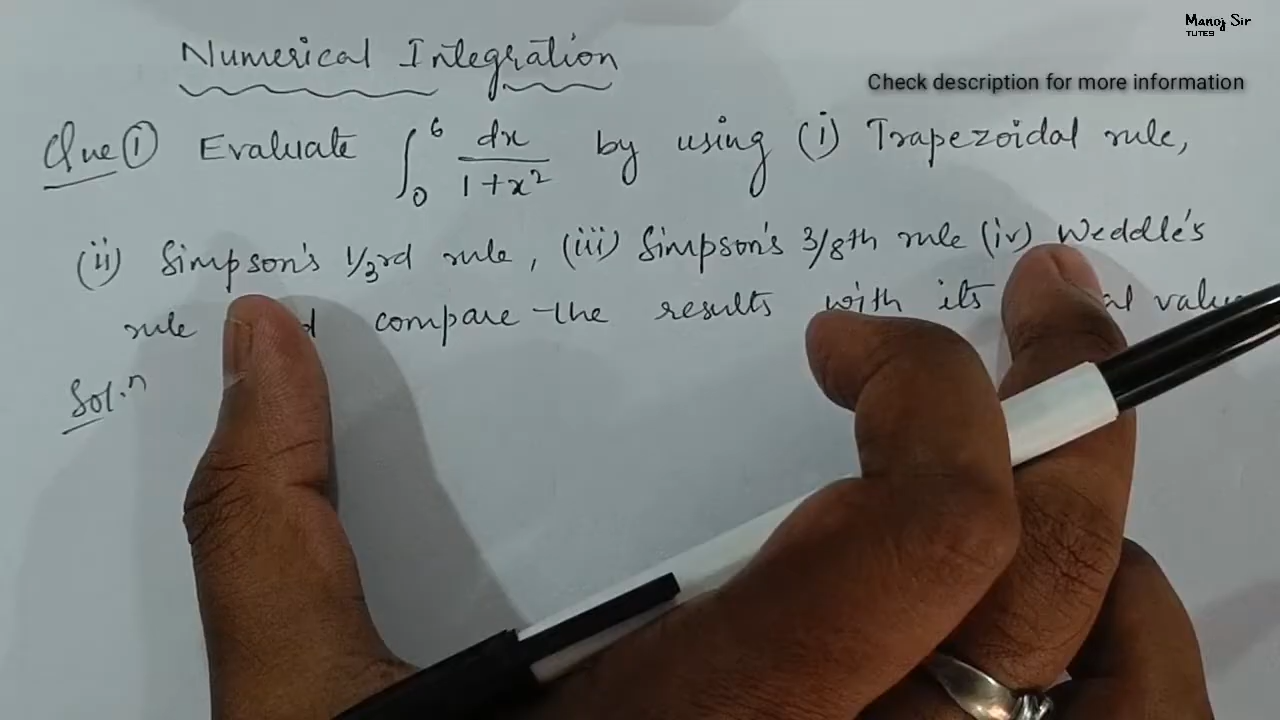 Manoj Sir
TUTES
Numerical Integration
Check description for more information
Que ① Evaluate ∫₀⁶ dx/(1+x²) by using (i) Trapezoidal rule,
(ii) Simpson's 1/3rd rule, (iii) Simpson's 3/8th rule (iv) Weddle's
rule compare the results with its
Sol.ⁿ